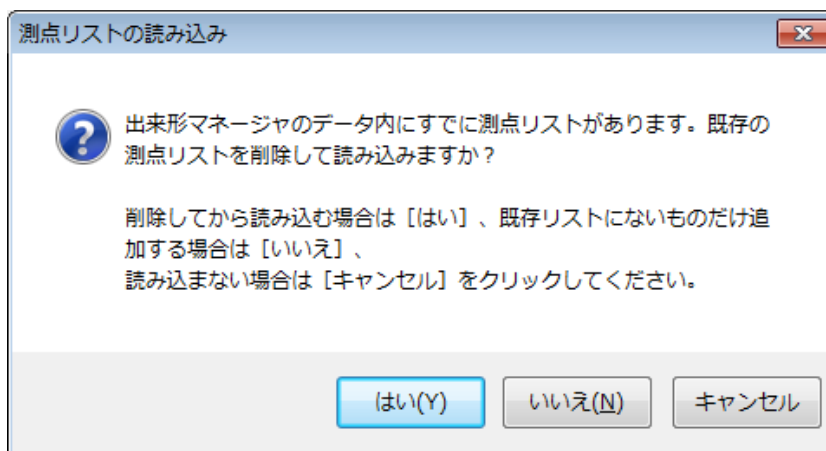 測点リストの読み込み
出来形マネージャのデータ内にすでに測点リストがあります。既存の
測点リストを削除して読み込みますか？
削除してから読み込む場合は［はい］、既存リストにないものだけ追
加する場合は［いいえ］、
読み込まない場合は［キャンセル］をクリックしてください。
はい(Y) いいえ(N) キャンセル